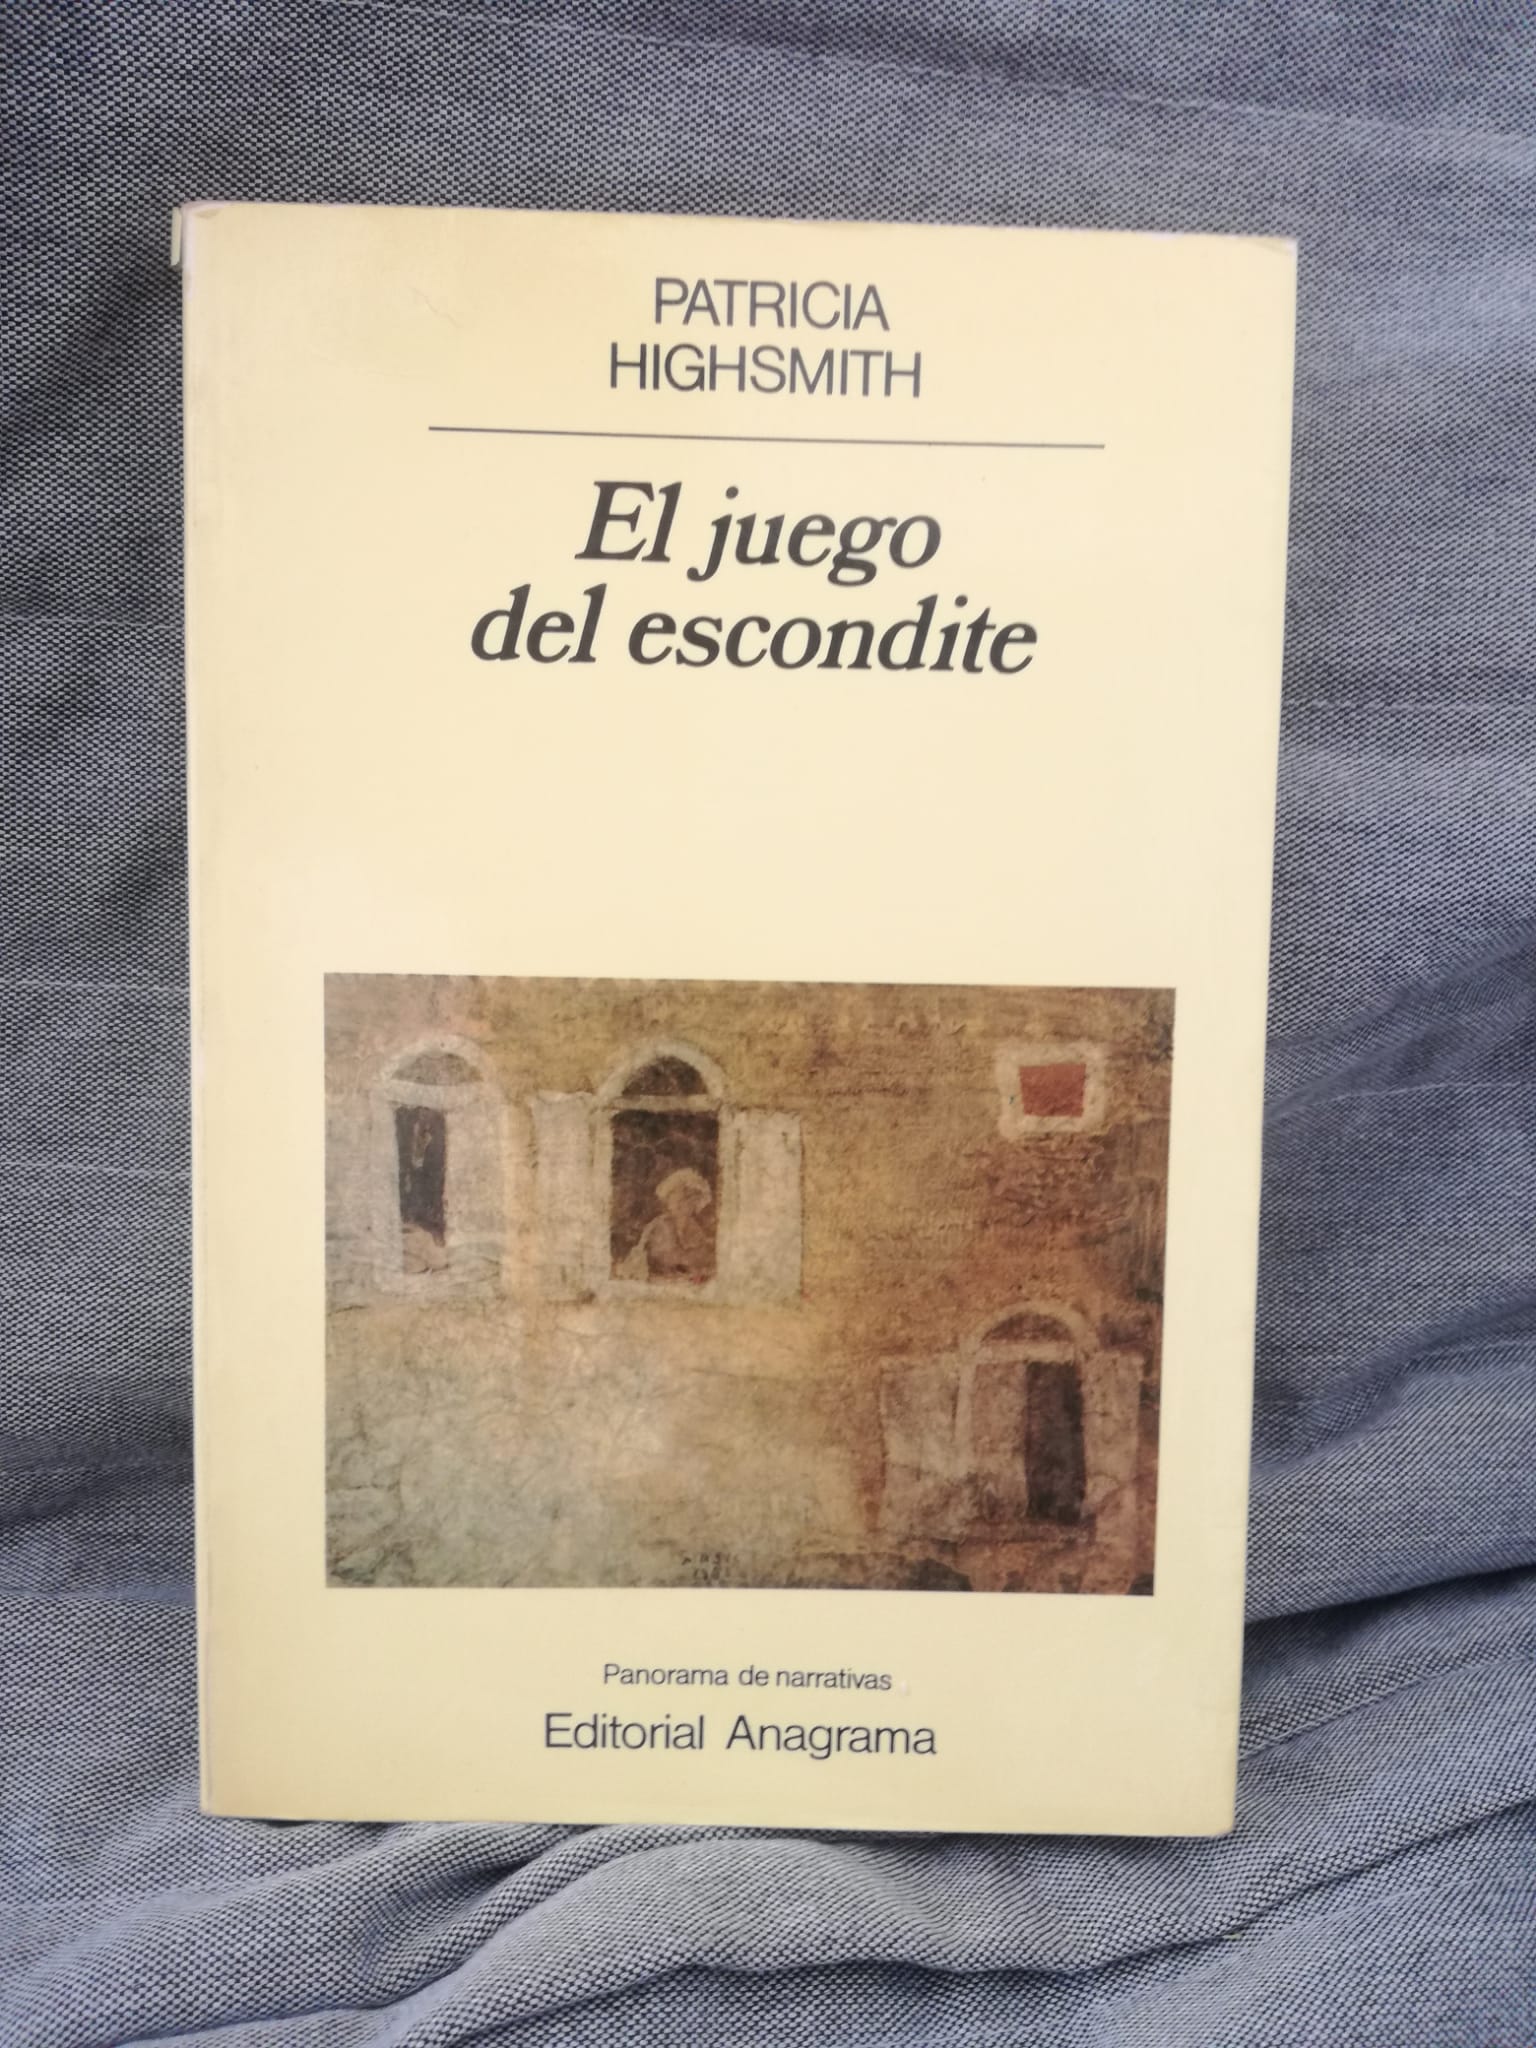 PATRICIA
HIGHSMITH
El juego
del escondite
Panorama de narrativas
Editorial Anagrama